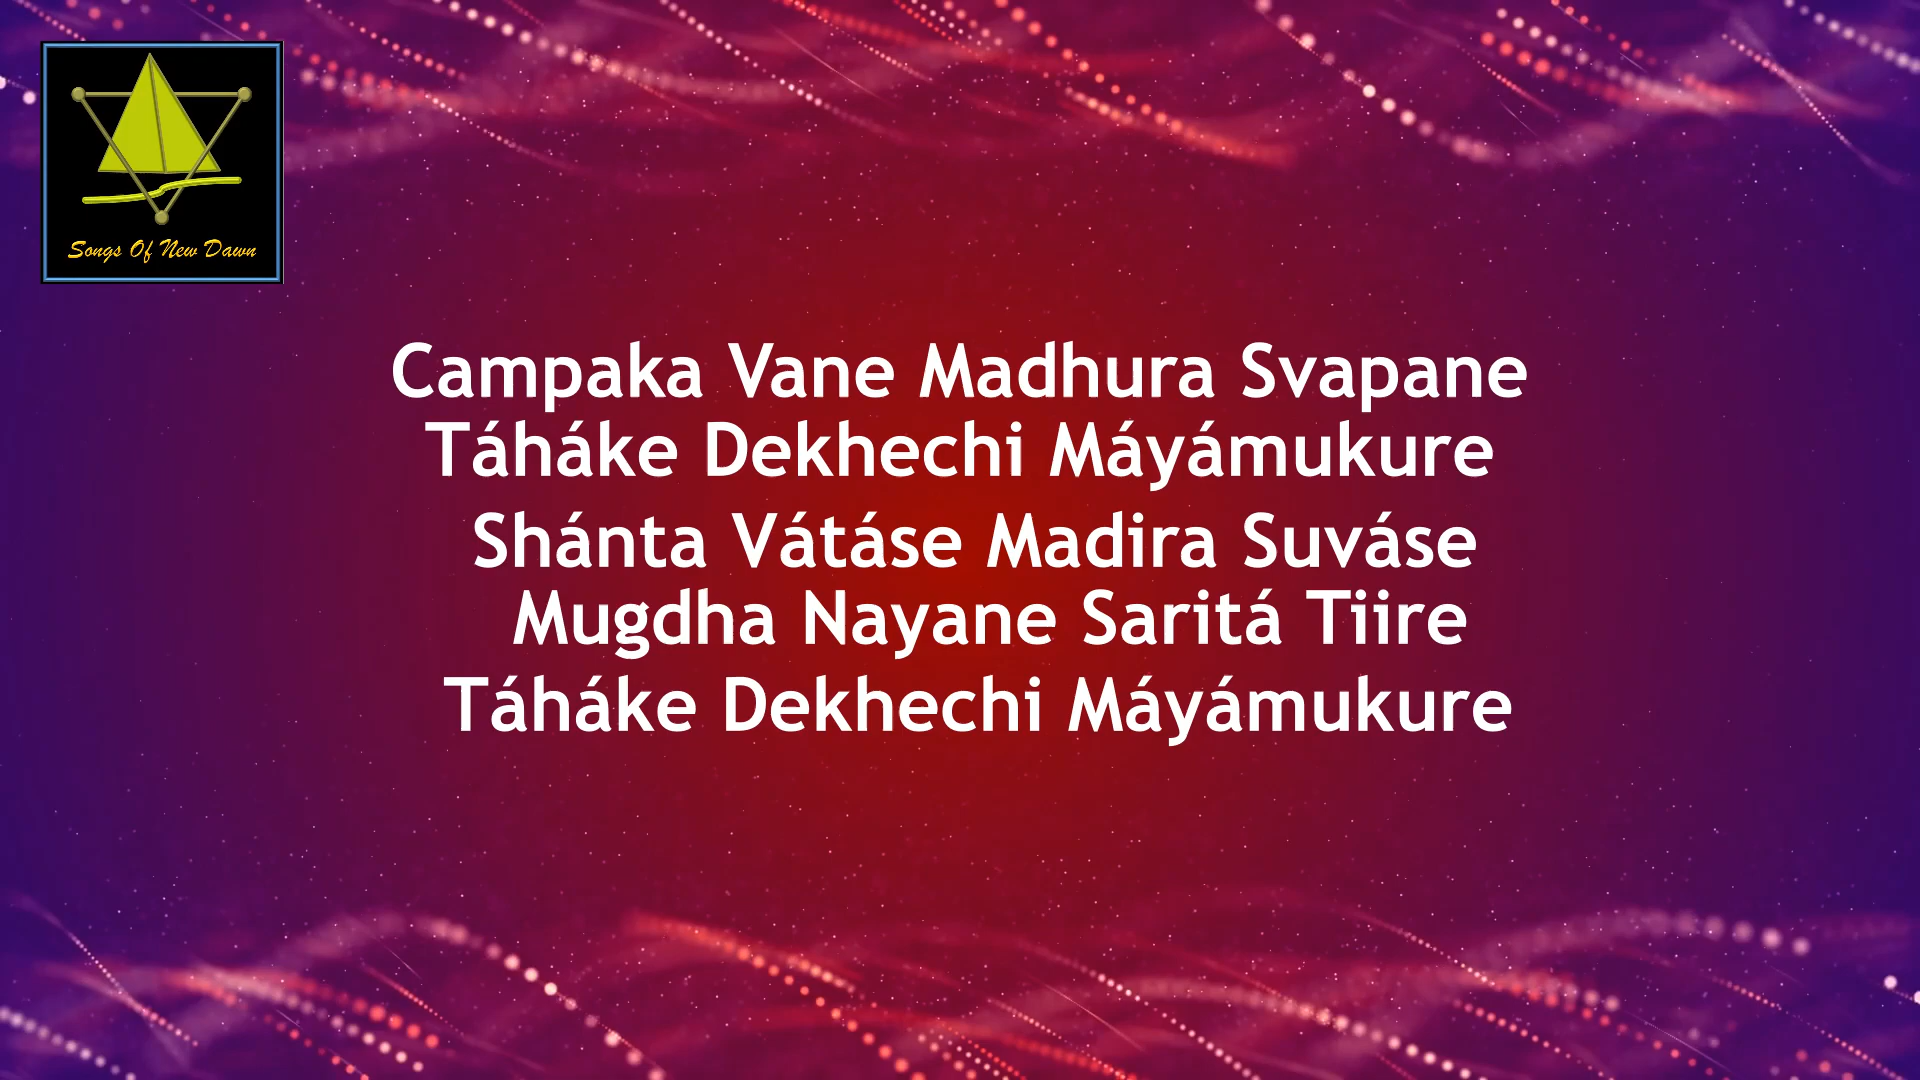 Songs Of New Dawn
Campaka Vane Madhura Svapane
Táháke Dekhechi Máyámukure
Shánta Vátáse Madira Suváse
Mugdha Nayane Saritá Tiire
Táháke Dekhechi Máyámukure